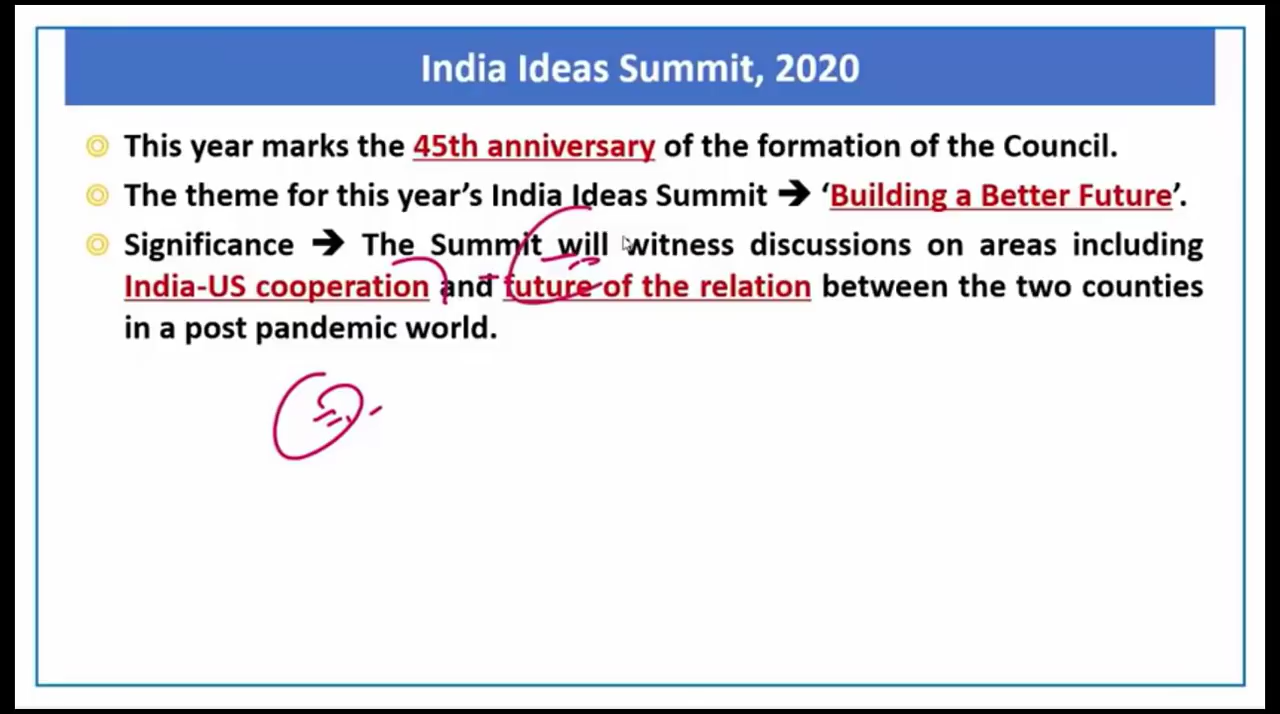 India Ideas Summit, 2020
This year marks the 45th anniversary of the formation of the Council.
The theme for this year's India Ideas Summit ➔ 'Building a Better Future'.
Significance ➔ The Summit will witness discussions on areas including
India-US cooperation and future of the relation between the two counties
in a post pandemic world.